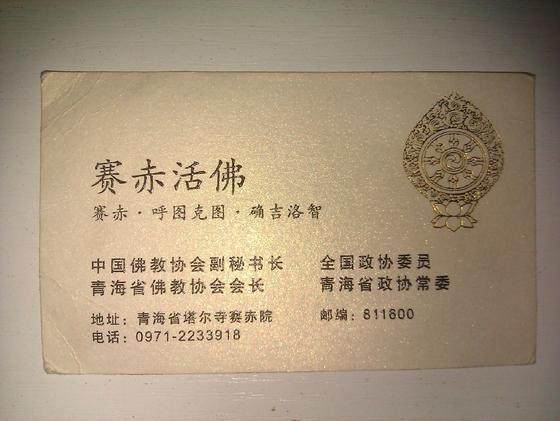 赛赤活佛
赛赤·呼图克图·确吉洛智
中国佛教协会副秘书长 全国政协委员
青海省佛教协会会长 青海省政协常委
地址：青海省塔尔寺赛赤院 邮编：811600
电话：0971-2233918